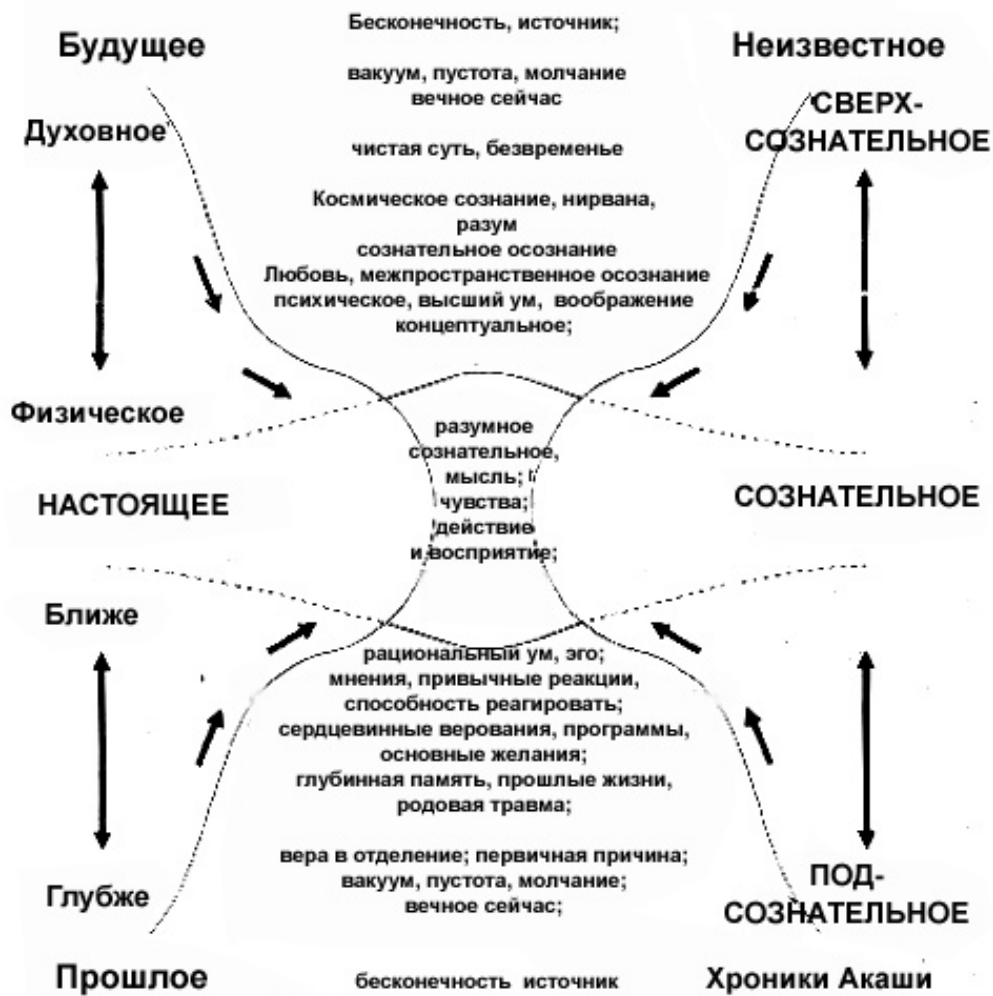 Будущее
Бесконечность, источник;
Неизвестное
вакуум, пустота, молчание
вечное сейчас
СВЕРХ-
СОЗНАТЕЛЬНОЕ
Духовное
чистая суть, безвременье
Космическое сознание, нирвана,
разум
сознательное осознание
Любовь, межпространственное осознание
психическое, высший ум, воображение
концептуальное;
Физическое
разумное
сознательное,
мысль;
чувства;
действие
и восприятие;
НАСТОЯЩЕЕ
СОЗНАТЕЛЬНОЕ
Ближе
рациональный ум, эго;
мнения, привычные реакции,
способность реагировать;
сердцевинные верования, программы,
основные желания;
глубинная память, прошлые жизни,
родовая травма;
вера в отделение; первичная причина;
вакуум, пустота, молчание;
вечное сейчас;
Глубже
ПОД-
СОЗНАТЕЛЬНОЕ
Прошлое
бесконечность источник
Хроники Акаши